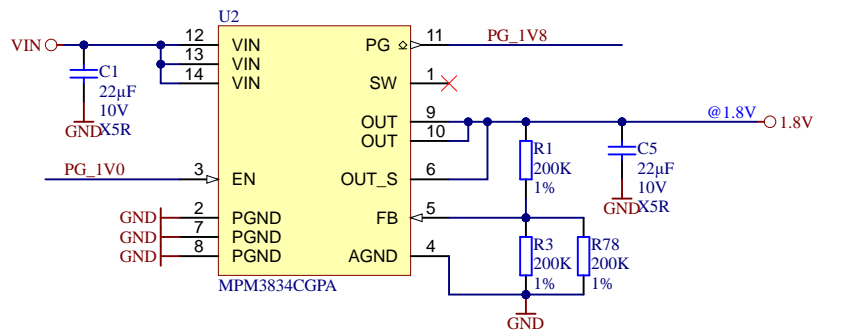 U2
VIN
12
VIN
13
VIN
14
VIN
C1
22µF
10V
X5R
GND
PG_1V0
3
EN
GND
2
PGND
GND
7
PGND
GND
8
PGND
PG
11
PG_1V8
SW
1
OUT
9
OUT
10
OUT_S
6
FB
5
AGND
4
MPM3834CGPA
@1.8V
1.8V
R1
200K
1%
C5
22µF
10V
X5R
GND
R3
200K
1%
R78
200K
1%
GND